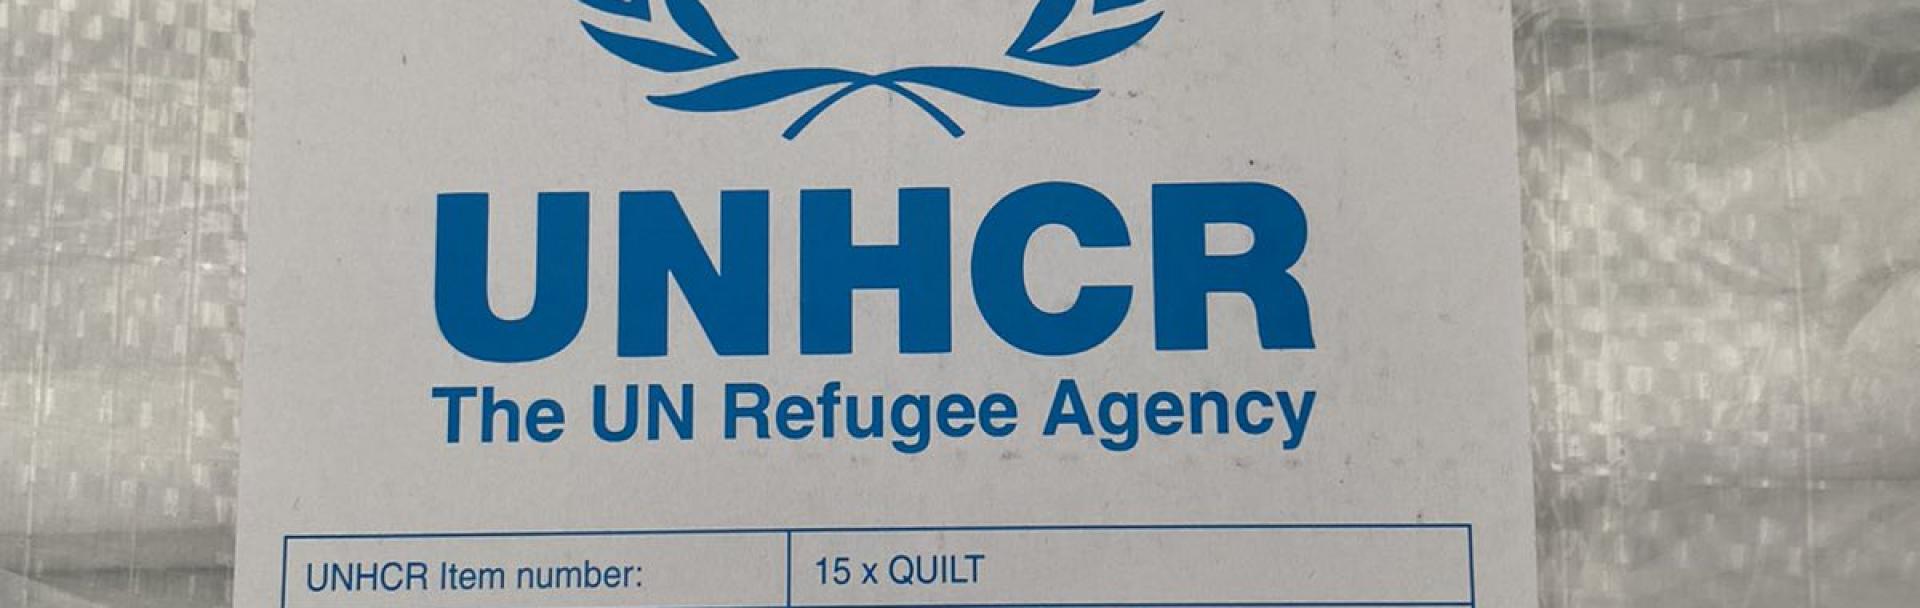 UNHCR
The UN Refugee Agency
UNHCR Item number: 15 x QUILT